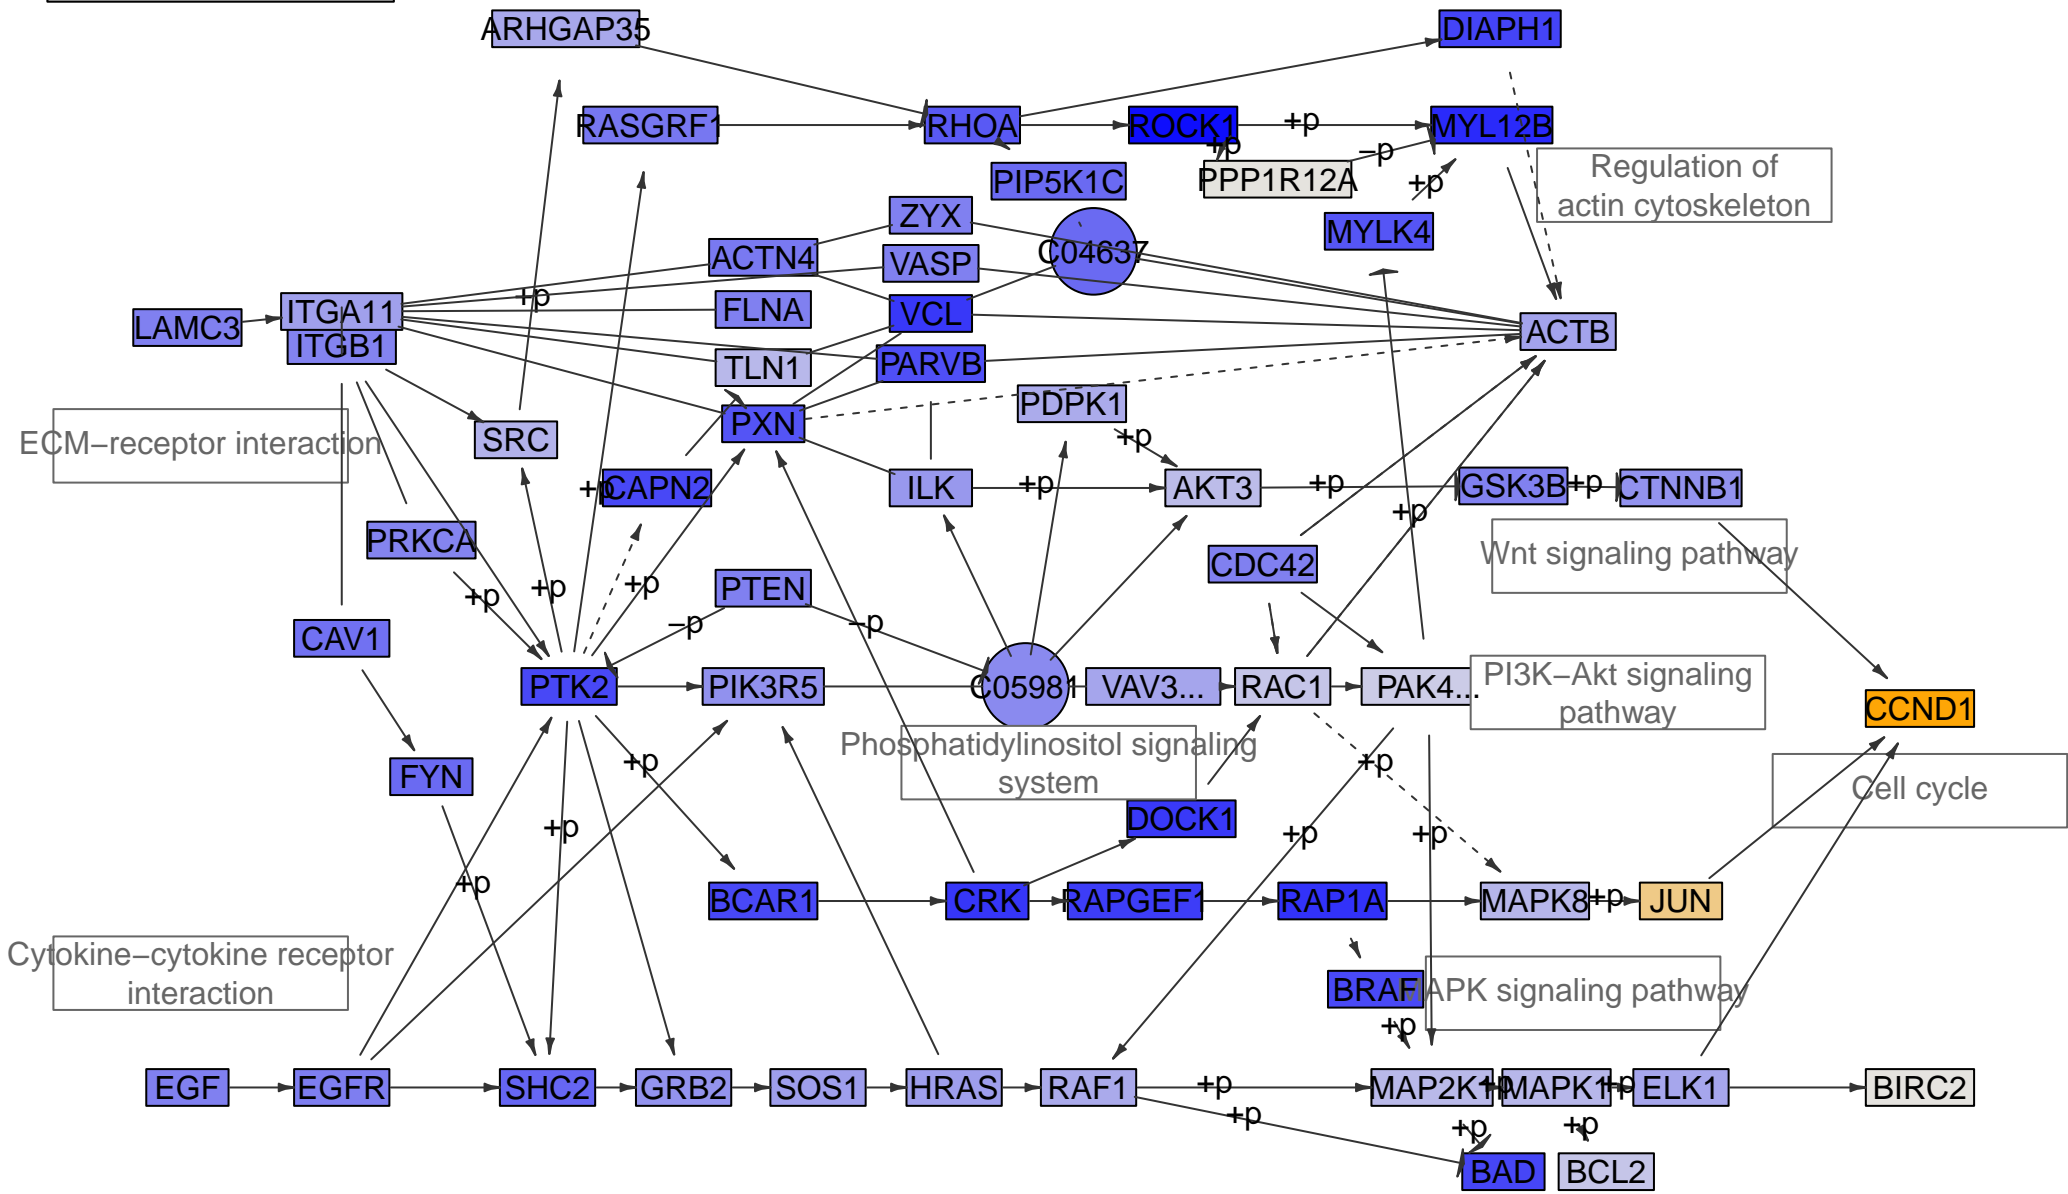 ARHGAP35
DIAPH1
RASGRF1
RHOA
ROCK1
+p
MYL12B
+p
−p
PIP5K1C
PPP1R12A
+p
Regulation of
actin cytoskeleton
ZYX
MYLK4
ACTN4
VASP
C04637
+p
ITGA11
FLNA
VCL
LAMC3
ITGB1
ACTB
TLN1
PARVB
PDPK1
PXN
+p
ECM−receptor interaction
SRC
+p
CAPN2
ILK
+p
AKT3
+p
GSK3B
+p
CTNNB1
+p
PRKCA
Wnt signaling pathway
CDC42
+p
+p
+p
PTEN
−p
−p
CAV1
PTK2
PIK3R5
C05981
VAV3...
RAC1
PAK4...
PI3K−Akt signaling
pathway
CCND1
Phosphatidylinositol signaling
system
FYN
+p
+p
Cell cycle
DOCK1
+p
+p
+p
+p
BCAR1
CRK
RAPGEF1
RAP1A
MAPK8
+p
JUN
Cytokine−cytokine receptor
interaction
BRAF
MAPK signaling pathway
+p
EGF
EGFR
SHC2
GRB2
SOS1
HRAS
RAF1
+p
MAP2K1
+p
MAPK1
+p
ELK1
BIRC2
+p
+p
+p
BAD
BCL2